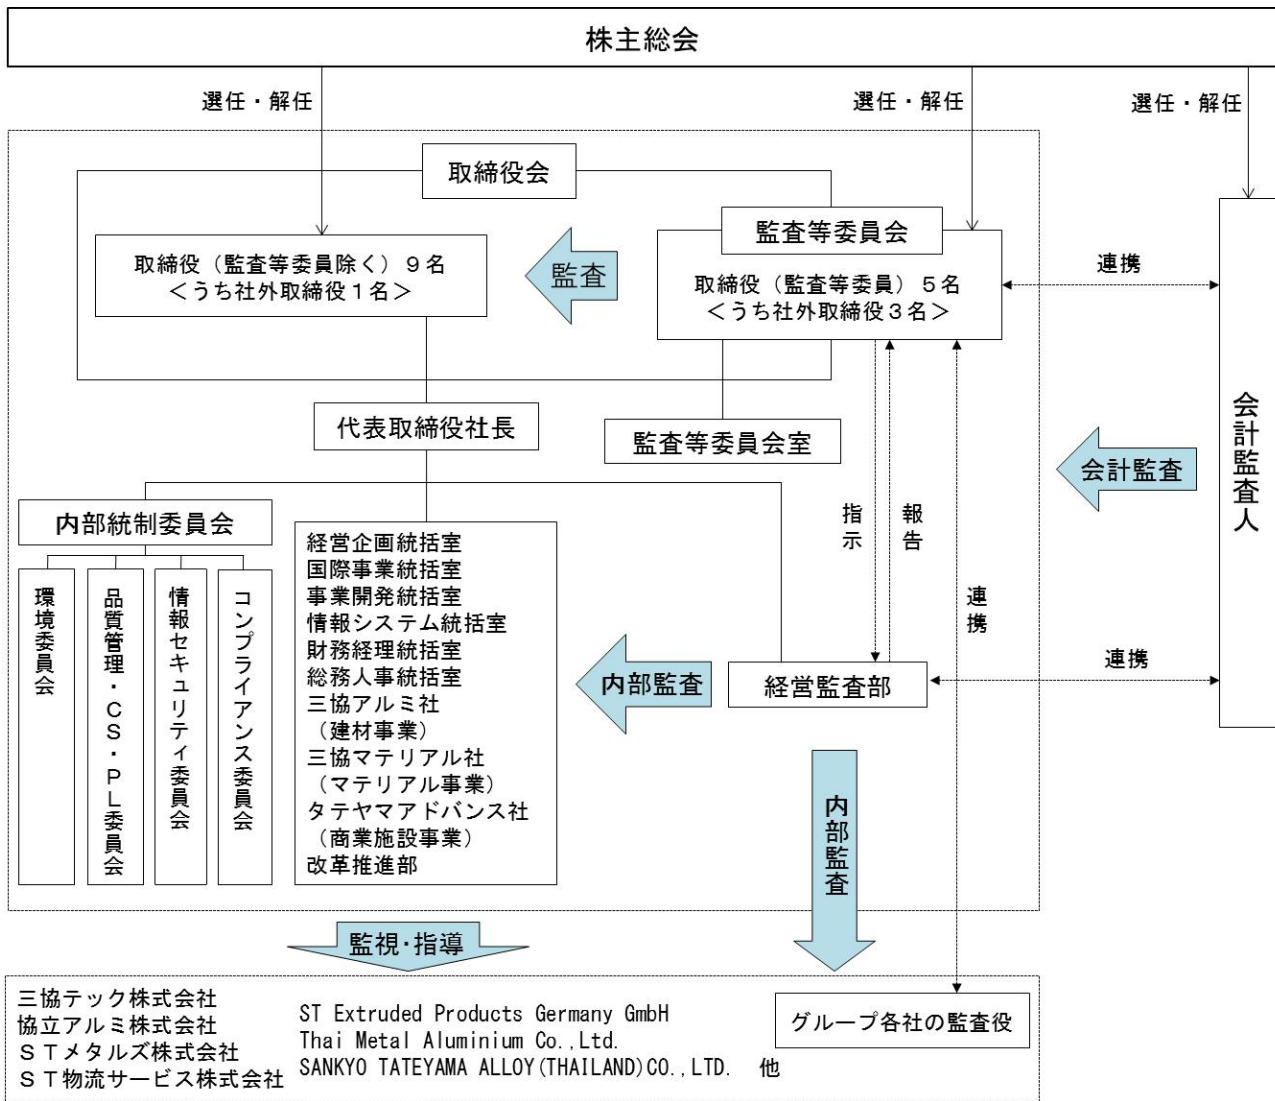 株主総会
選任・解任
選任・解任
選任・解任
取締役会
監査等委員会
取締役（監査等委員除く）９名
＜うち社外取締役１名＞
監査
取締役（監査等委員）５名
＜うち社外取締役３名＞
連携
代表取締役社長
監査等委員会室
会計監査
会計監査人
指示
報告
連携
内部統制委員会
環境委員会
品質管理・ＣＳ・ＰＬ委員会
情報セキュリティ委員会
コンプライアンス委員会
経営企画統括室
国際事業統括室
事業開発統括室
情報システム統括室
財務経理統括室
総務人事統括室
三協アルミ社
（建材事業）
三協マテリアル社
（マテリアル事業）
タテヤマアドバンス社
（商業施設事業）
改革推進部
内部監査
経営監査部
連携
内部監査
監視・指導
三協テック株式会社
協立アルミ株式会社
ＳＴメタルズ株式会社
ＳＴ物流サービス株式会社
ST Extruded Products Germany GmbH
Thai Metal Aluminium Co.,Ltd.
SANKYO TATEYAMA ALLOY(THAILAND)CO.,LTD. 他
グループ各社の監査役